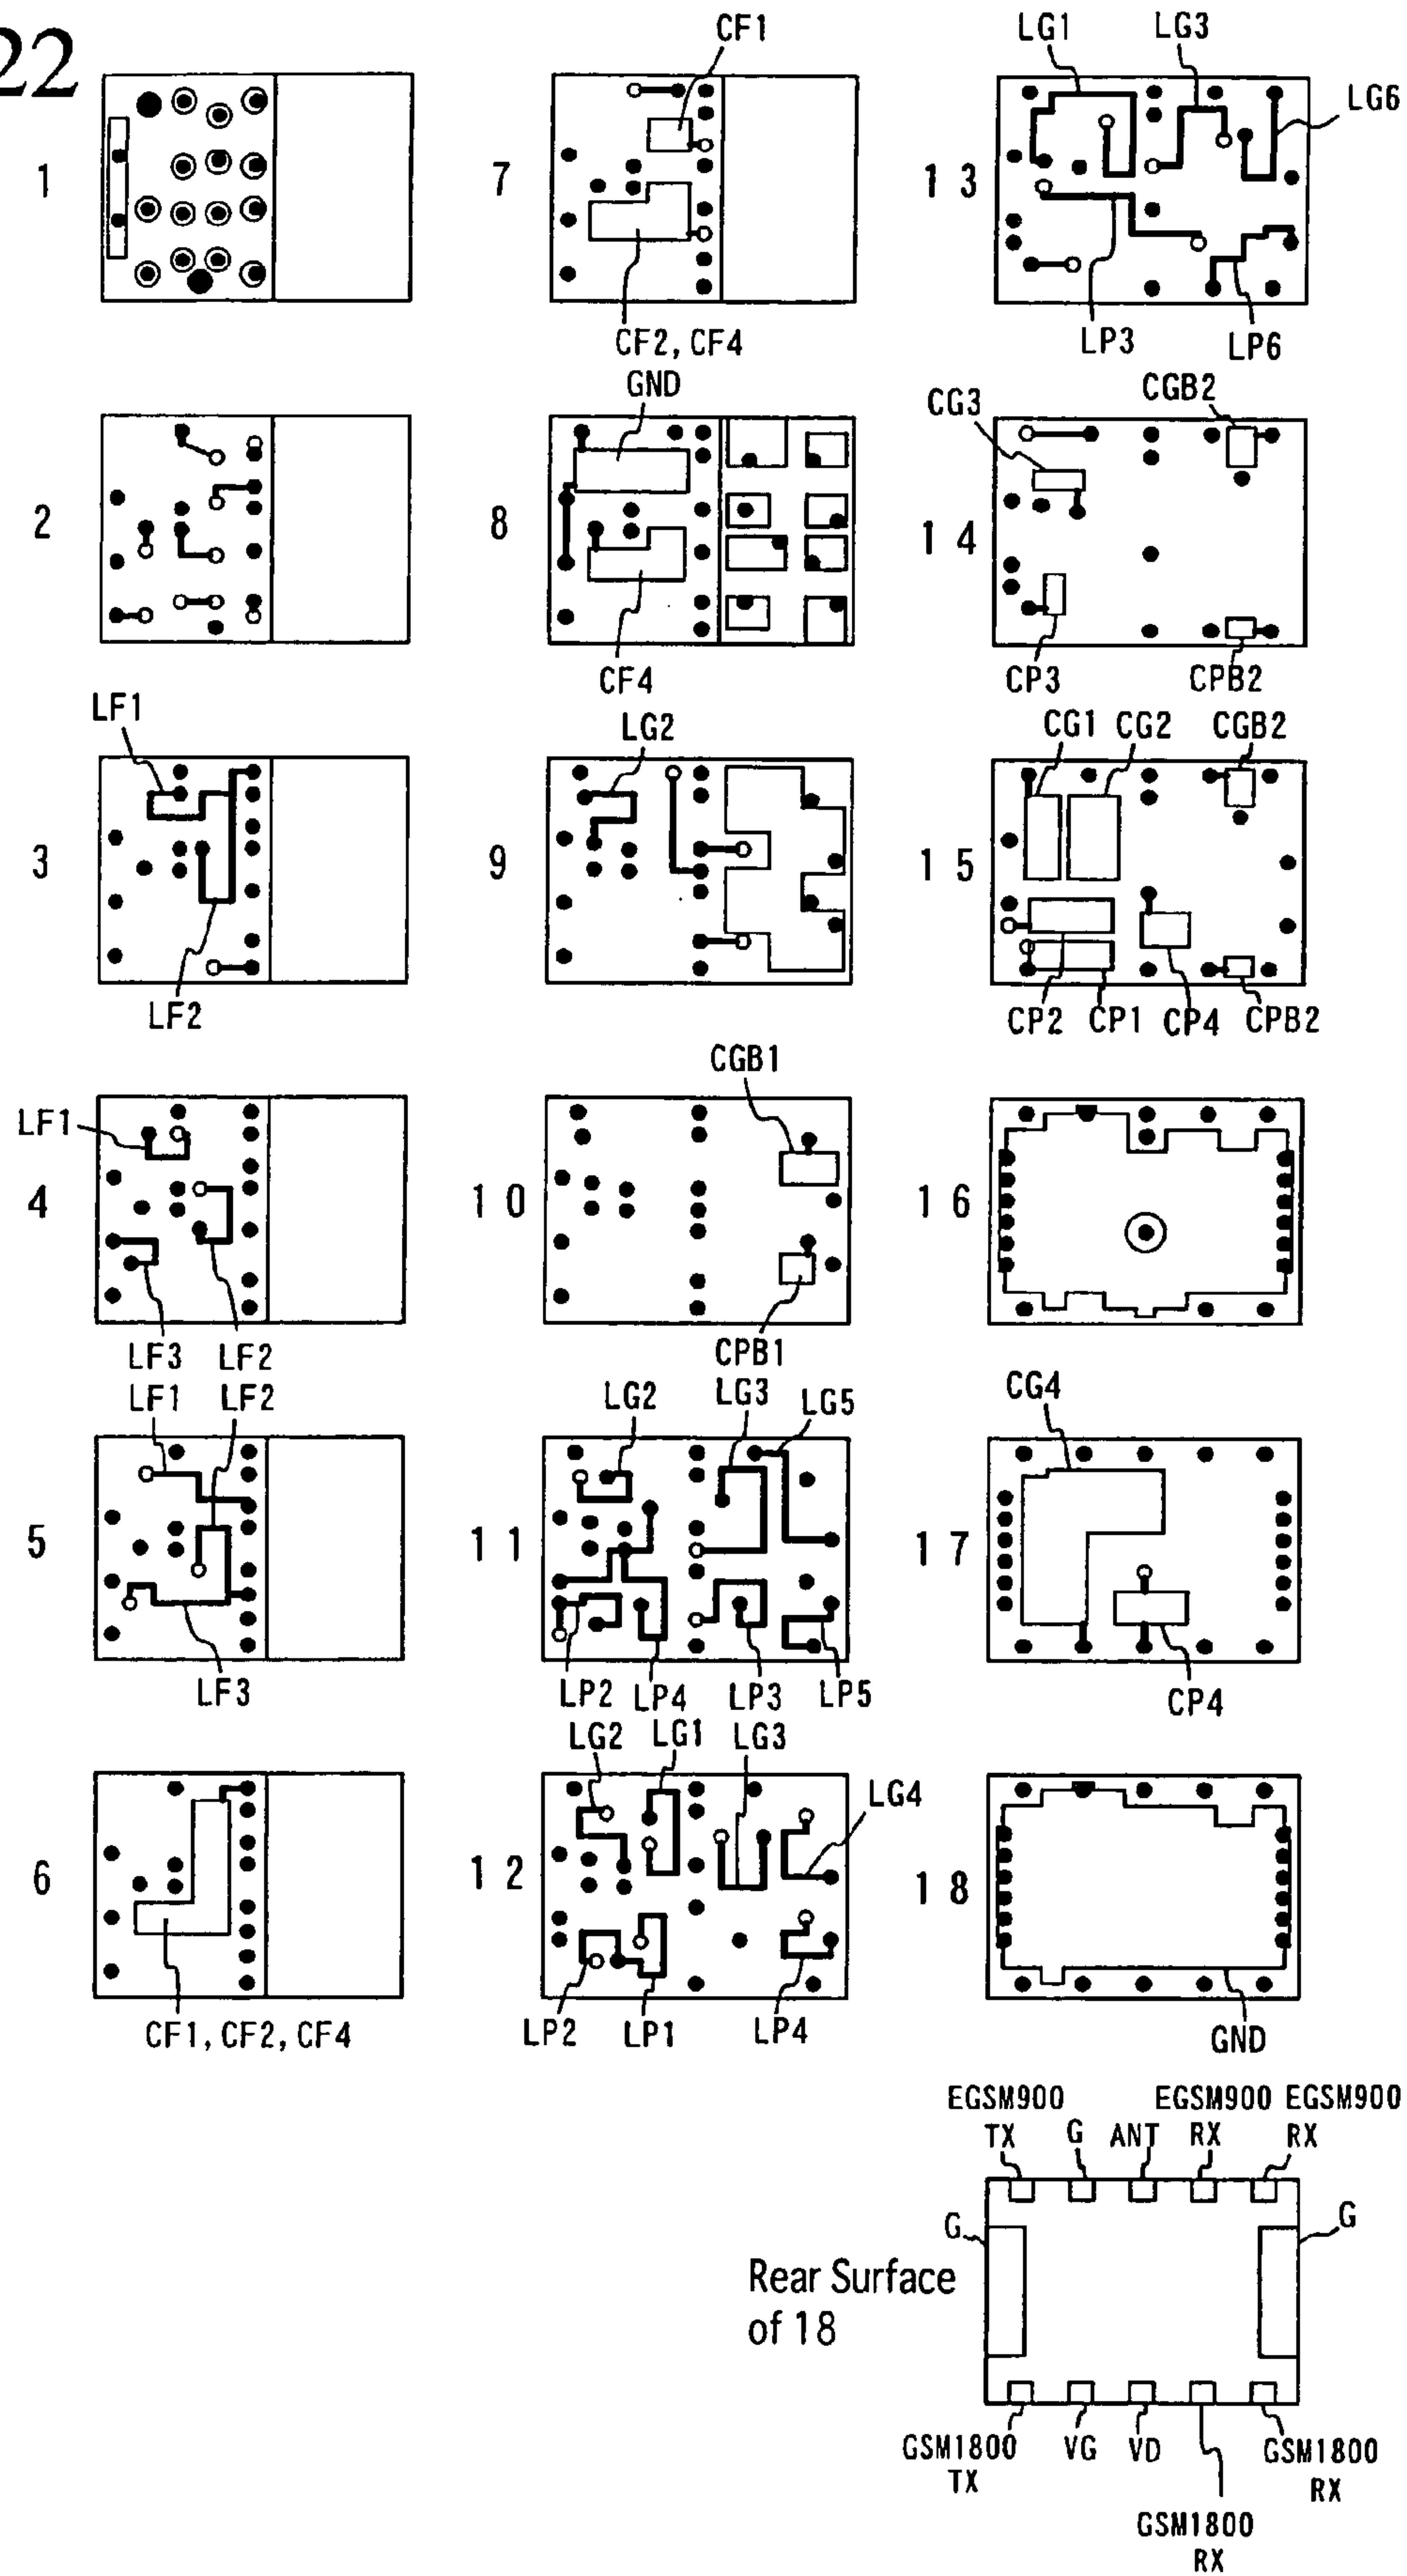 22
1
2
LF1
3
LF2
LF1
4
LF3 LF2
LF1 LF2
5
LF3
6
CF1, CF2, CF4
CF1
7
CF2, CF4
GND
8
CF4
LG2
9
CGB1
10
CPB1
LG2 LG3 LG5
11
LP2 LP4 LP3 LP5
LG2 LG1 LG3
LG4
12
LP2 LP1 LP4
LG1 LG3
LG6
13
LP3 LP6
CGB2
CG3
14
CP3 CPB2
CG1 CG2 CGB2
15
CP2 CP1 CP4 CPB2
16
CG4
17
CP4
18
GND
EGSM900 EGSM900 EGSM900
TX G ANT RX RX
G G
Rear Surface
of 18
GSM1800 VG VD GSM1800
TX RX
GSM1800
RX